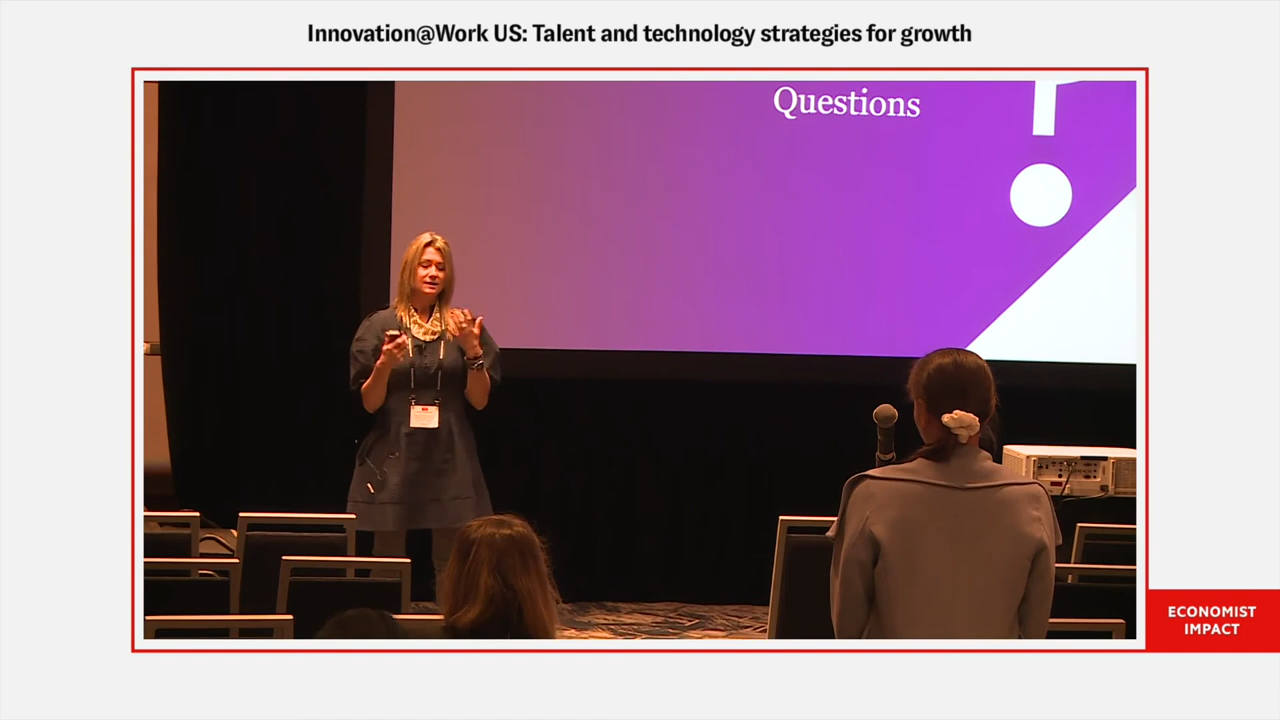 Innovation@Work US: Talent and technology strategies for growth
Questions
ECONOMIST
IMPACT